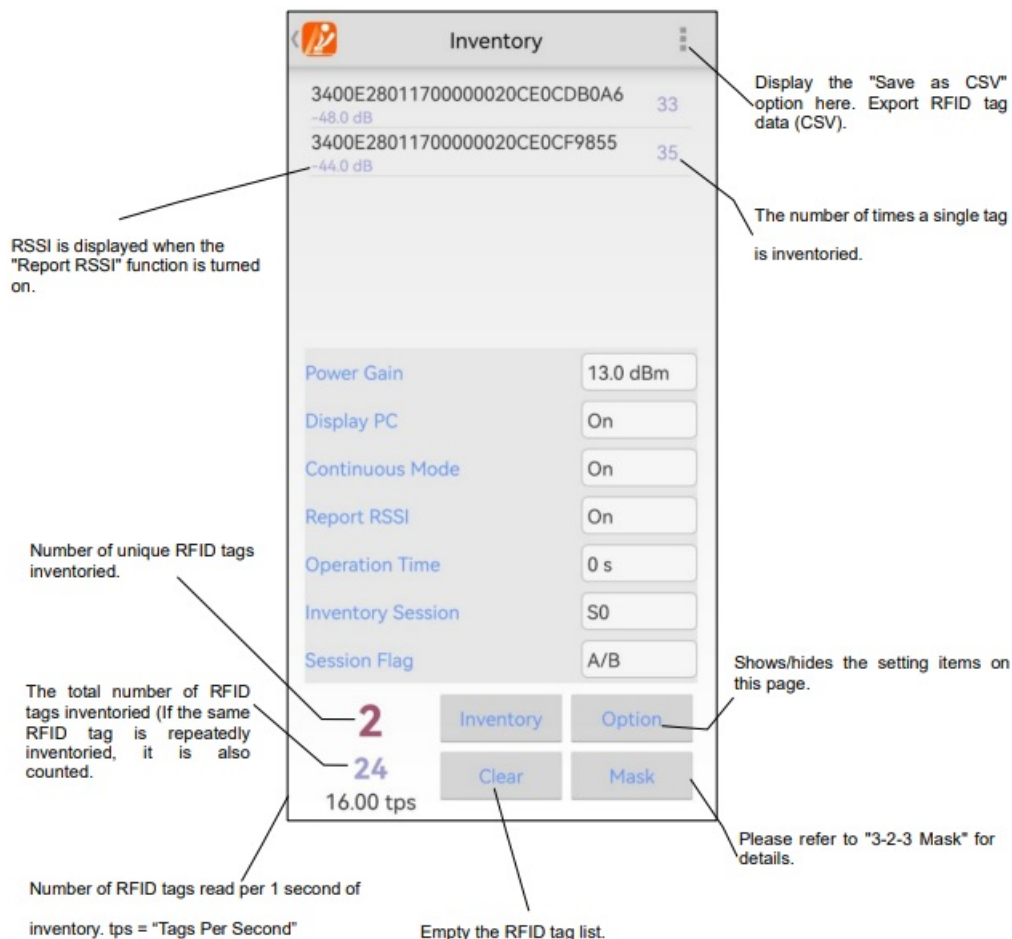 Inventory
3400E28011700000020CE0CDB0A6
33
-48.0 dB
3400E28011700000020CE0CF9855
35
-44.0 dB
Display the "Save as CSV"
option here. Export RFID tag
data (CSV).
The number of times a single tag
is inventoried.
RSSI is displayed when the
"Report RSSI" function is turned
on.
Power Gain
13.0 dBm
Display PC
On
Continuous Mode
On
Report RSSI
On
Operation Time
0 s
Inventory Session
S0
Session Flag
A/B
Number of unique RFID tags
inventoried.
The total number of RFID
tags inventoried (If the same
RFID tag is repeatedly
inventoried, it is also
counted.
Shows/hides the setting items on
this page.
2
Inventory
Option
24
Clear
Mask
16.00 tps
Please refer to "3-2-3 Mask" for
details.
Number of RFID tags read per 1 second of
inventory. tps = “Tags Per Second”
Empty the RFID tag list.